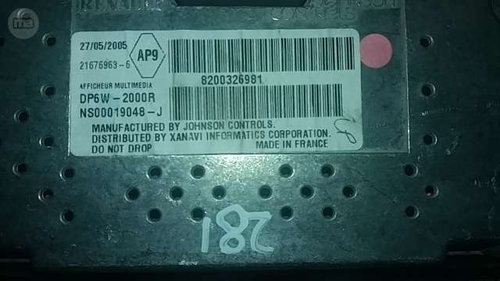 RENAULT
27/05/2005
AP9
21676963-6
8200326981
AFFICHEUR MULTIMEDIA
DP6W-2000R
NS00019048-J
MANUFACTURED BY JOHNSON CONTROLS.
DISTRIBUTED BY XANAVI INFORMATICS CORPORATION.
DO NOT DROP MADE IN FRANCE
182